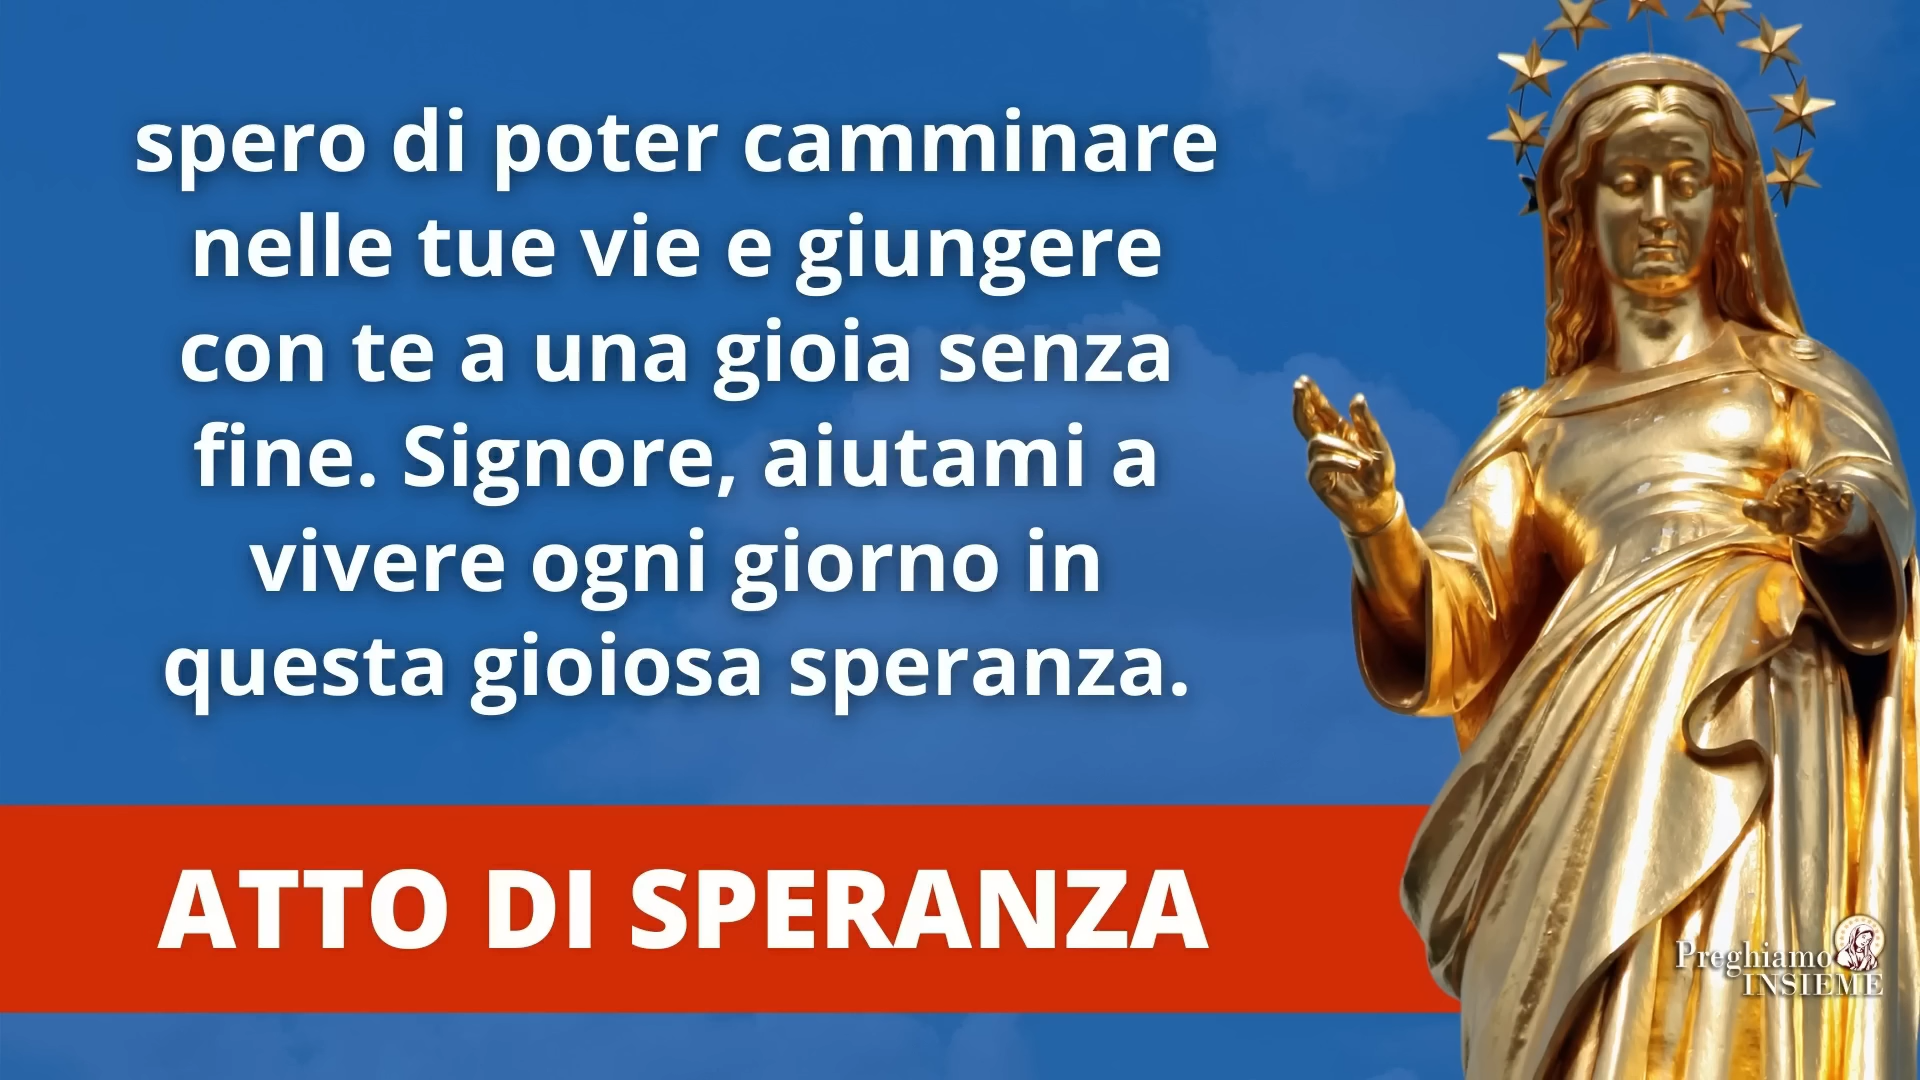 spero di poter camminare
nelle tue vie e giungere
con te a una gioia senza
fine. Signore, aiutami a
vivere ogni giorno in
questa gioiosa speranza.
ATTO DI SPERANZA
Preghiamo
INSIEME